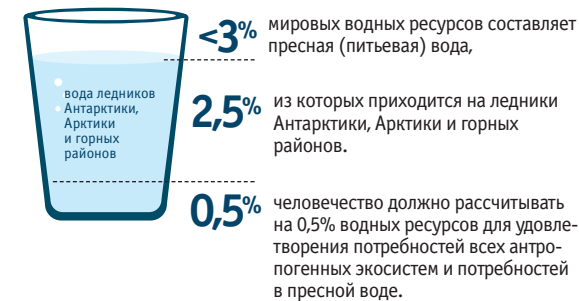 <3%
мировых водных ресурсов составляет
пресная (питьевая) вода,
вода ледников
Антарктики,
Арктики
и горных
районов
2,5%
из которых приходится на ледники
Антарктики, Арктики и горных
районов.
0,5%
человечество должно рассчитывать
на 0,5% водных ресурсов для удовле-
творения потребностей всех антро-
погенных экосистем и потребностей
в пресной воде.